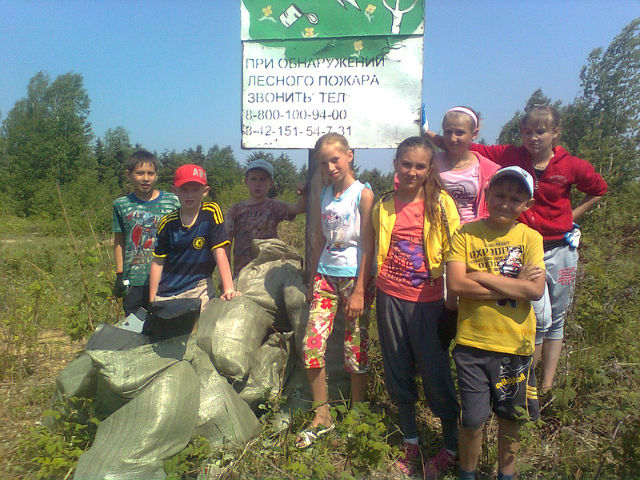 ПРИ ОБНАРУЖЕНИИ
ЛЕСНОГО ПОЖАРА
ЗВОНИТЬ ТЕЛ
8-800-100-94-00
8-42-151-54-7-31